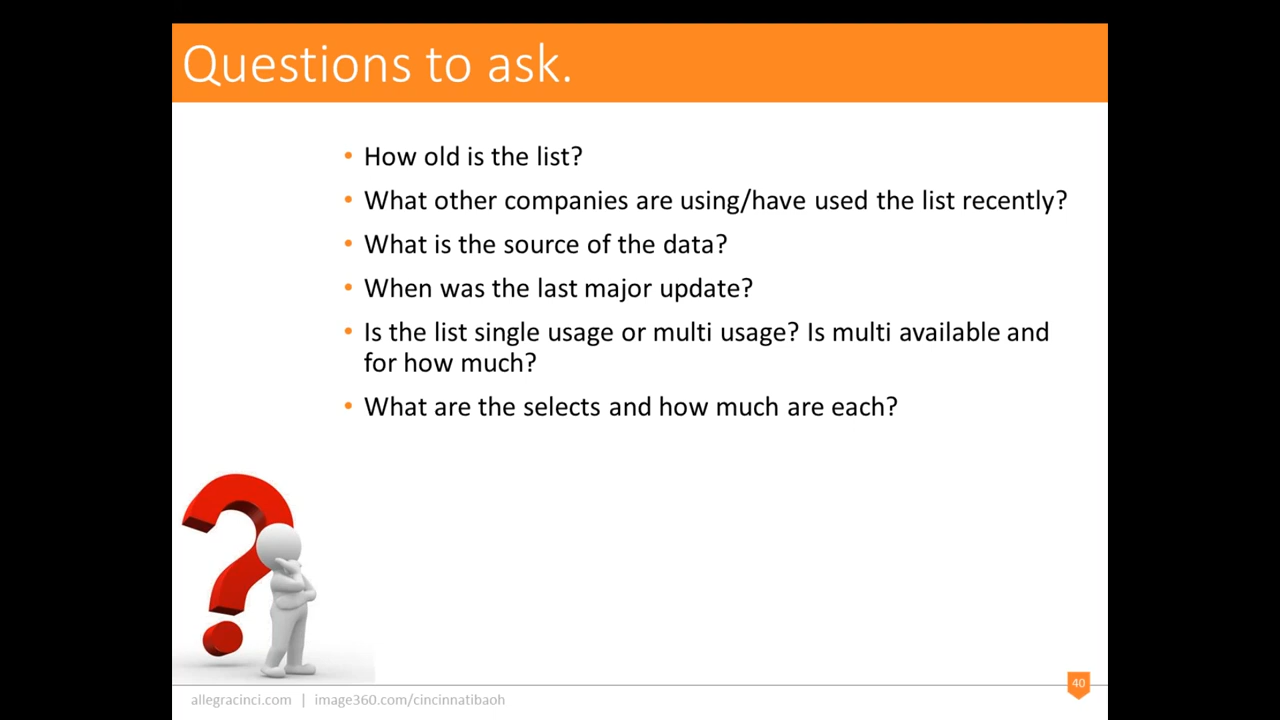 Questions to ask.
• How old is the list?
• What other companies are using/have used the list recently?
• What is the source of the data?
• When was the last major update?
• Is the list single usage or multi usage? Is multi available and
for how much?
• What are the selects and how much are each?
40
allegracinci.com | image360.com/cincinnatibaoh